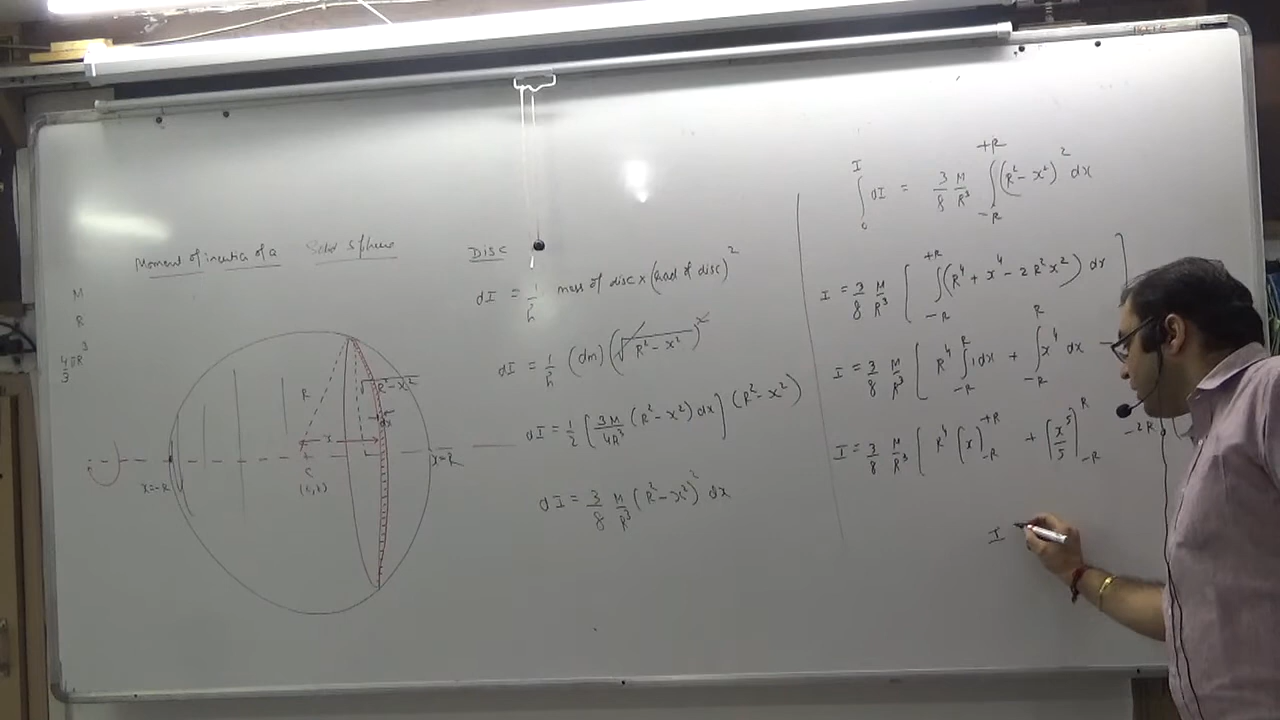 Moment of inertia of a Solid Sphere
M
R
4/3 πR³
R
√R²-x²
dx
x
C
(0,0)
x=-R
x=R
DISC
dI = 1/2 mass of disc × (Rad of disc)²
dI = 1/2 (dm) (√R²-x²)²
dI = 1/2 [3M/4R³ (R²-x²) dx] (R²-x²)
dI = 3/8 M/R³ (R²-x²)² dx
∫₀ᴵ dI = 3/8 M/R³ ∫₋R⁺R (R²-x²)² dx
I = 3/8 M/R³ [ ∫₋R⁺R (R⁴ + x⁴ - 2R²x²) dx ]
I = 3/8 M/R³ [ R⁴ ∫₋R^R 1dx + ∫₋R^R x⁴ dx -
I = 3/8 M/R³ [ R⁴ [x]₋R⁺R + [x⁵/5]₋R^R -2R
I